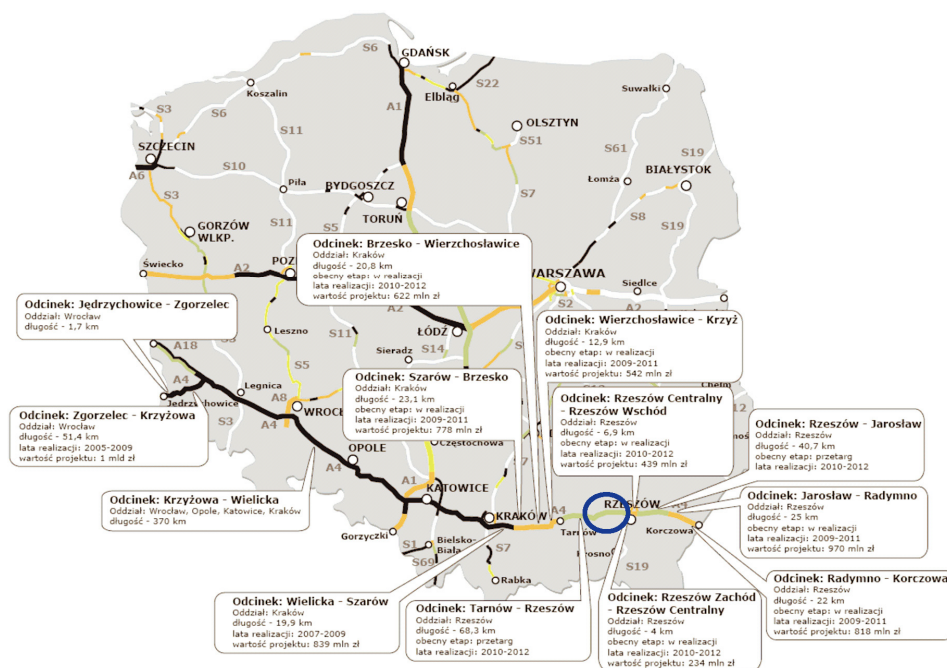 GDAŃSK
S6
S22
Koszalin
Elbląg
Suwałki
S3
S6
A1
OLSZTYN
S11
S51
S61
S19
SZCZECIN
S10
Łomża
BIAŁYSTOK
A6
Piła
BYDGOSZCZ
S7
S3
TORUŃ
S8
S11
S5
S19
GORZÓW
WLKP.
Odcinek: Brzesko - Wierzchosławice
Oddział: Kraków
długość - 20,8 km
obecny etap: w realizacji
lata realizacji: 2010-2012
wartość projektu: 622 mln zł
Świecko
A2
WARSZAWA
Siedlce
S2
A2
Odcinek: Jędrzychowice - Zgorzelec
Oddział: Wrocław
długość - 1,7 km
A2
Odcinek: Wierzchosławice - Krzyż
Oddział: Kraków
długość - 12,9 km
obecny etap: w realizacji
lata realizacji: 2009-2011
wartość projektu: 542 mln zł
Leszno
S11
ŁÓDŹ
A18
Sieradz
S14
S5
Odcinek: Szarów - Brzesko
Oddział: Kraków
długość - 23,1 km
obecny etap: w realizacji
lata realizacji: 2009-2011
wartość projektu: 778 mln zł
A4
Legnica
Jędrzychowice
A8
Odcinek: Rzeszów Centralny
- Rzeszów Wschód
Oddział: Rzeszów
długość - 6,9 km
obecny etap: w realizacji
lata realizacji: 2010-2012
wartość projektu: 439 mln zł
Odcinek: Zgorzelec - Krzyżowa
Oddział: Wrocław
długość - 51,4 km
lata realizacji: 2005-2009
wartość projektu: 1 mld zł
S3
A4
Odcinek: Rzeszów - Jarosław
Oddział: Rzeszów
długość - 40,7 km
obecny etap: przetarg
lata realizacji: 2010-2012
Częstochowa
OPOLE
A4
Odcinek: Krzyżowa - Wielicka
Oddział: Wrocław, Opole, Katowice, Kraków
długość - 370 km
A1
KATOWICE
Odcinek: Jarosław - Radymno
Oddział: Rzeszów
długość - 25 km
obecny etap: w realizacji
lata realizacji: 2009-2011
wartość projektu: 970 mln zł
KRAKÓW
A4
RZESZÓW
Gorzyczki
Tarnów
Korczowa
S1
Bielsko-
Biała
S7
S69
S19
Rabka
Odcinek: Radymno - Korczowa
Oddział: Rzeszów
długość - 22 km
obecny etap: w realizacji
lata realizacji: 2009-2011
wartość projektu: 818 mln zł
Odcinek: Wielicka - Szarów
Oddział: Kraków
długość - 19,9 km
lata realizacji: 2007-2009
wartość projektu: 839 mln zł
Odcinek: Tarnów - Rzeszów
Oddział: Rzeszów
długość - 68,3 km
obecny etap: przetarg
lata realizacji: 2010-2012
Odcinek: Rzeszów Zachód
- Rzeszów Centralny
Oddział: Rzeszów
długość - 4 km
obecny etap: w realizacji
lata realizacji: 2010-2012
wartość projektu: 234 mln zł